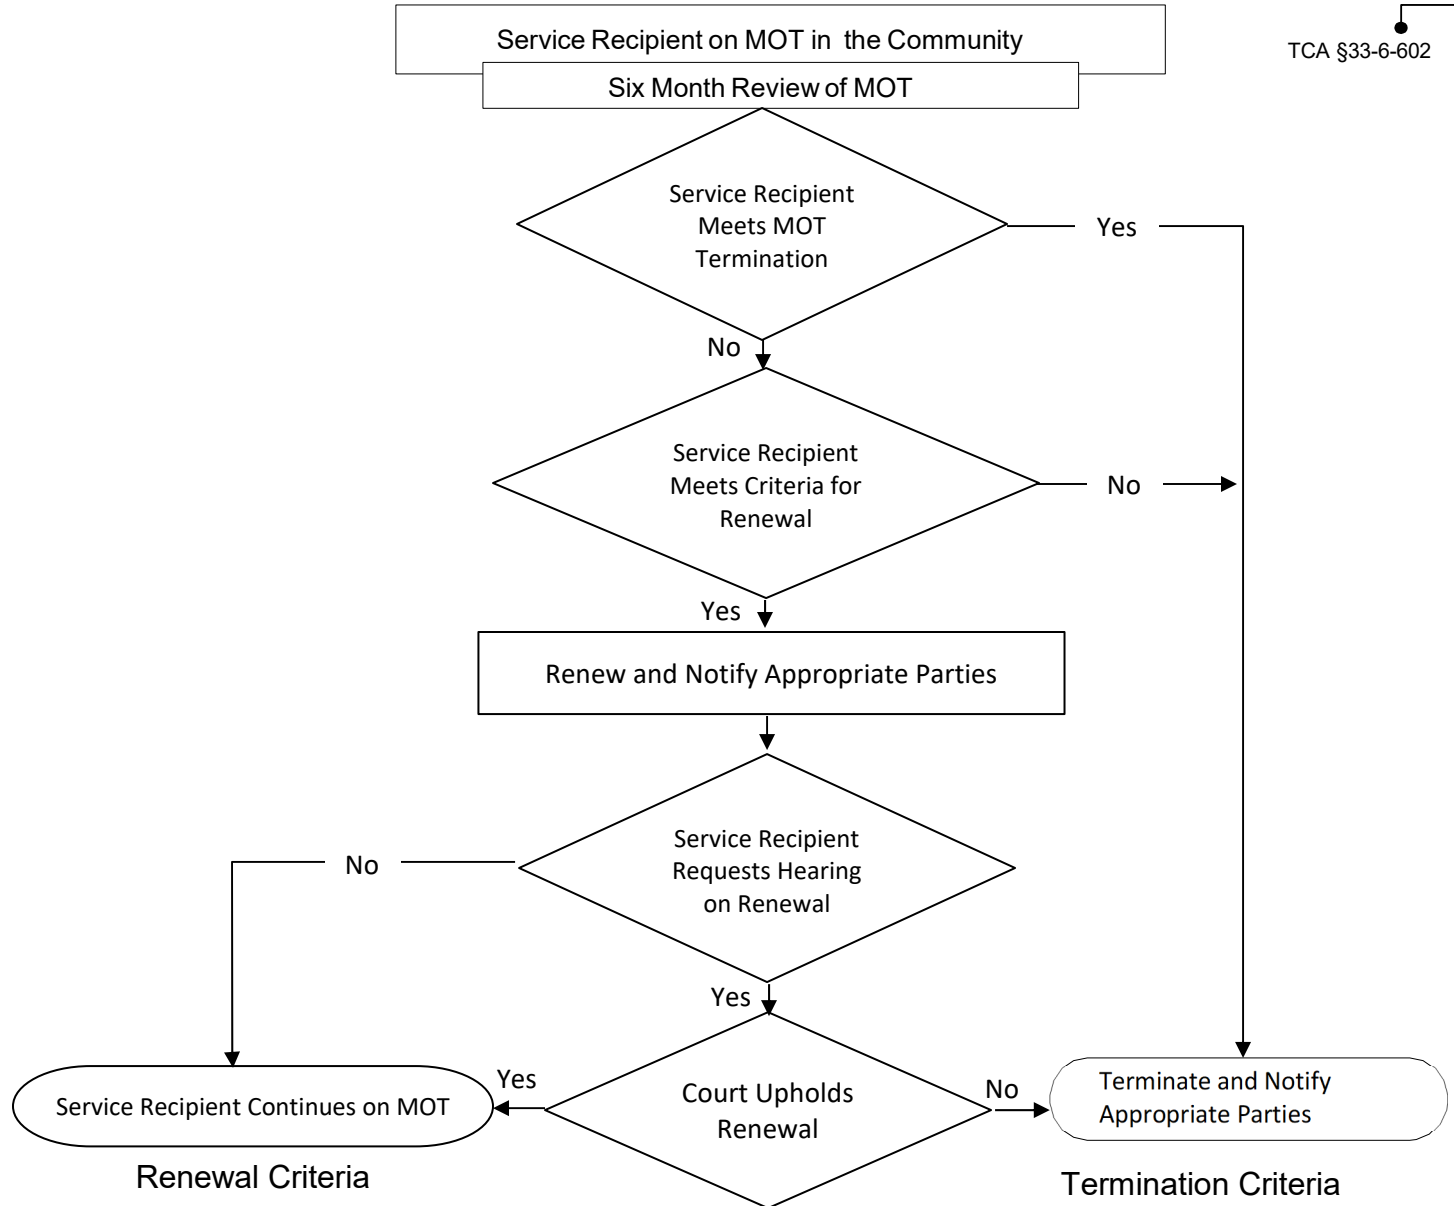 Service Recipient on MOT in the Community
TCA §33-6-602
Six Month Review of MOT
Service Recipient
Meets MOT
Termination
Yes
No
Service Recipient
Meets Criteria for
Renewal
No
Yes
Renew and Notify Appropriate Parties
Service Recipient
Requests Hearing
on Renewal
No
Yes
Court Upholds
Renewal
Yes
No
Service Recipient Continues on MOT
Terminate and Notify
Appropriate Parties
Renewal Criteria
Termination Criteria